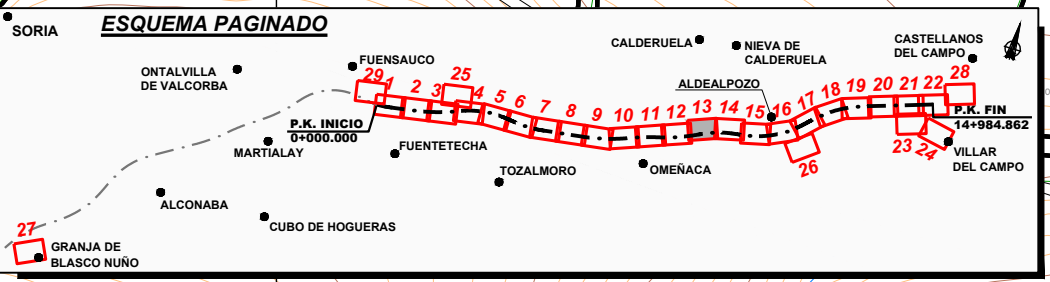 ESQUEMA PAGINADO
SORIA
ONTALVILLA
DE VALCORBA
FUENSAUCO
CALDERUELA
NIEVA DE
CALDERUELA
CASTELLANOS
DEL CAMPO
ALDEALPOZO
29 1 2 3 25 4 5 6 7 8 9 10 11 12 13 14 15 16 17 18 19 20 21 22 28
P.K. INICIO
0+000.000
P.K. FIN
14+984.862
MARTIALAY
FUENTETECHA
TOZALMORO
OMEÑACA
26
23 24
VILLAR
DEL CAMPO
ALCONABA
CUBO DE HOGUERAS
27
GRANJA DE
BLASCO NUÑO